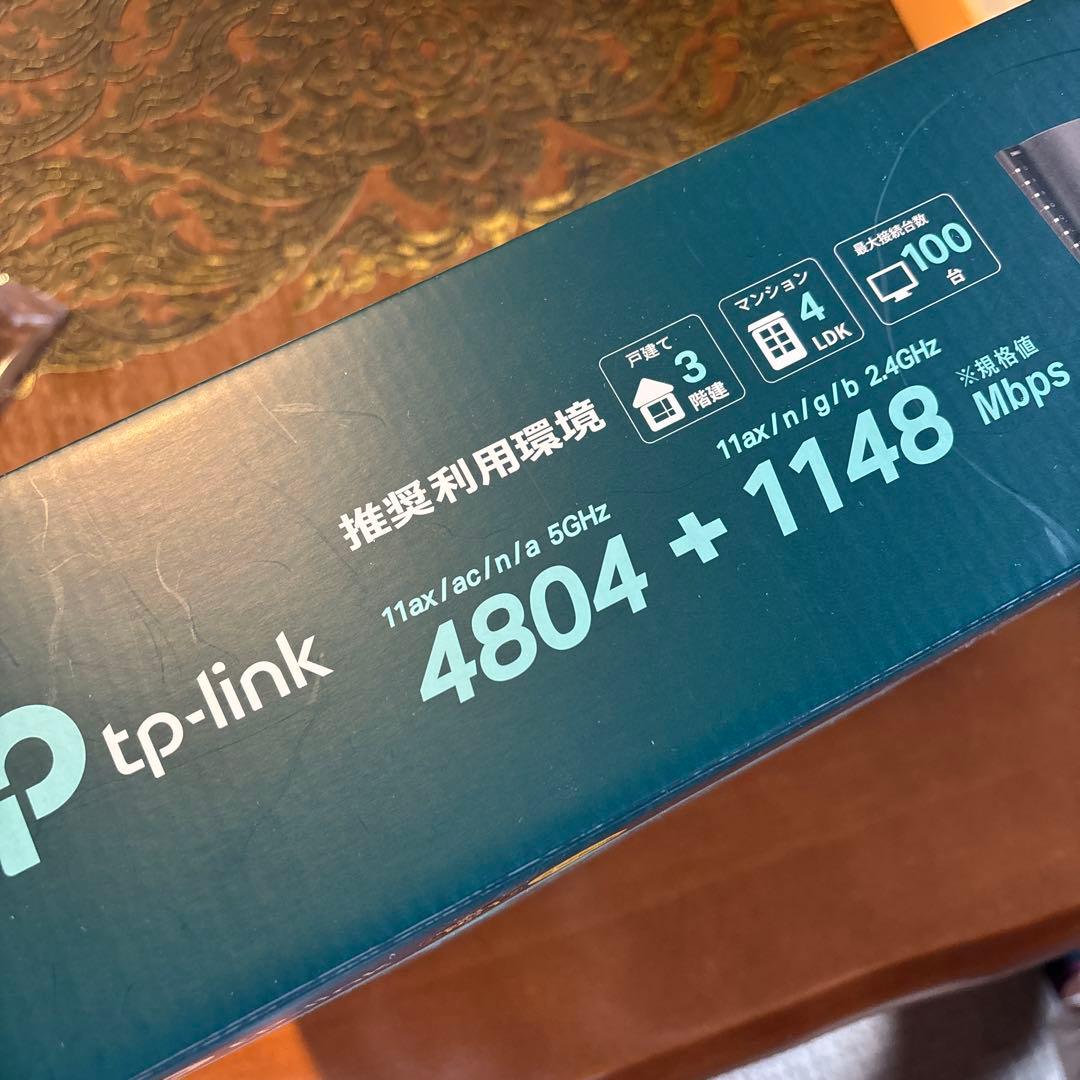 推奨利用環境
戸建て
3
階建
マンション
4
LDK
最大接続台数
100
台
11ax/ac/n/a 5GHz
11ax/n/g/b 2.4GHz
※規格値
4804 + 1148 Mbps
tp-link